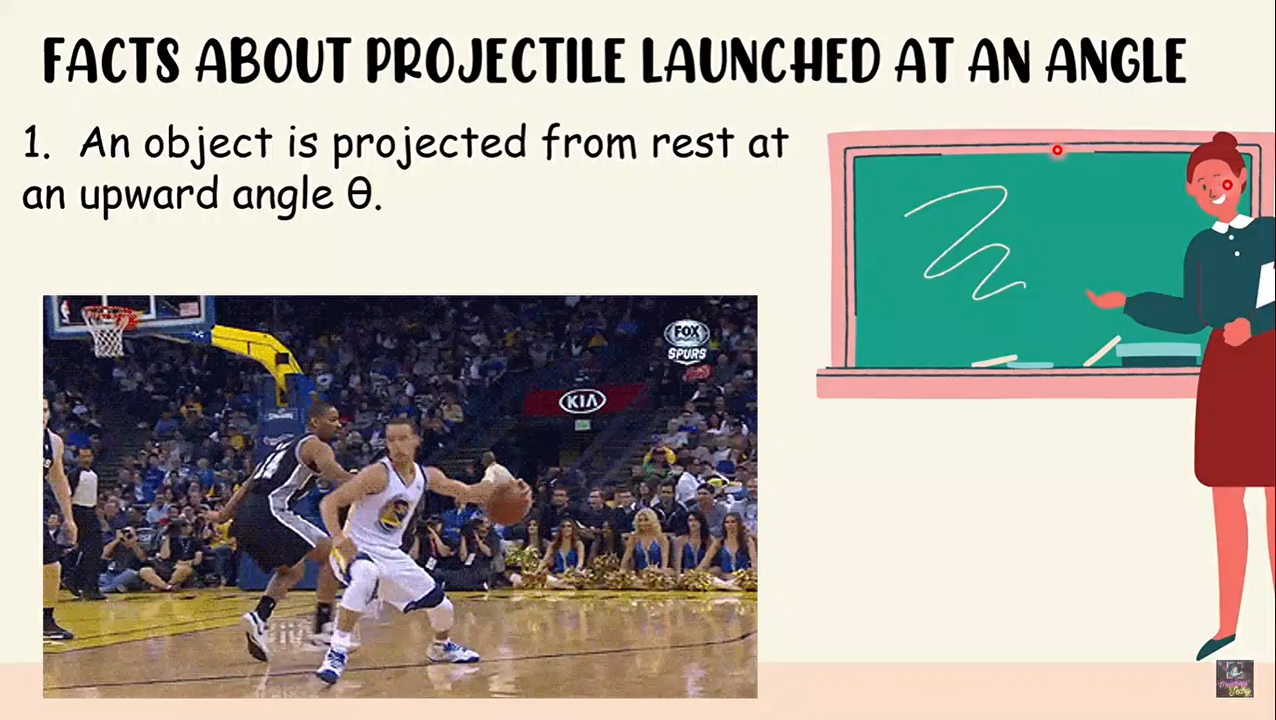 FACTS ABOUT PROJECTILE LAUNCHED AT AN ANGLE
1. An object is projected from rest at
an upward angle θ.
FOX
SPURS
KIA